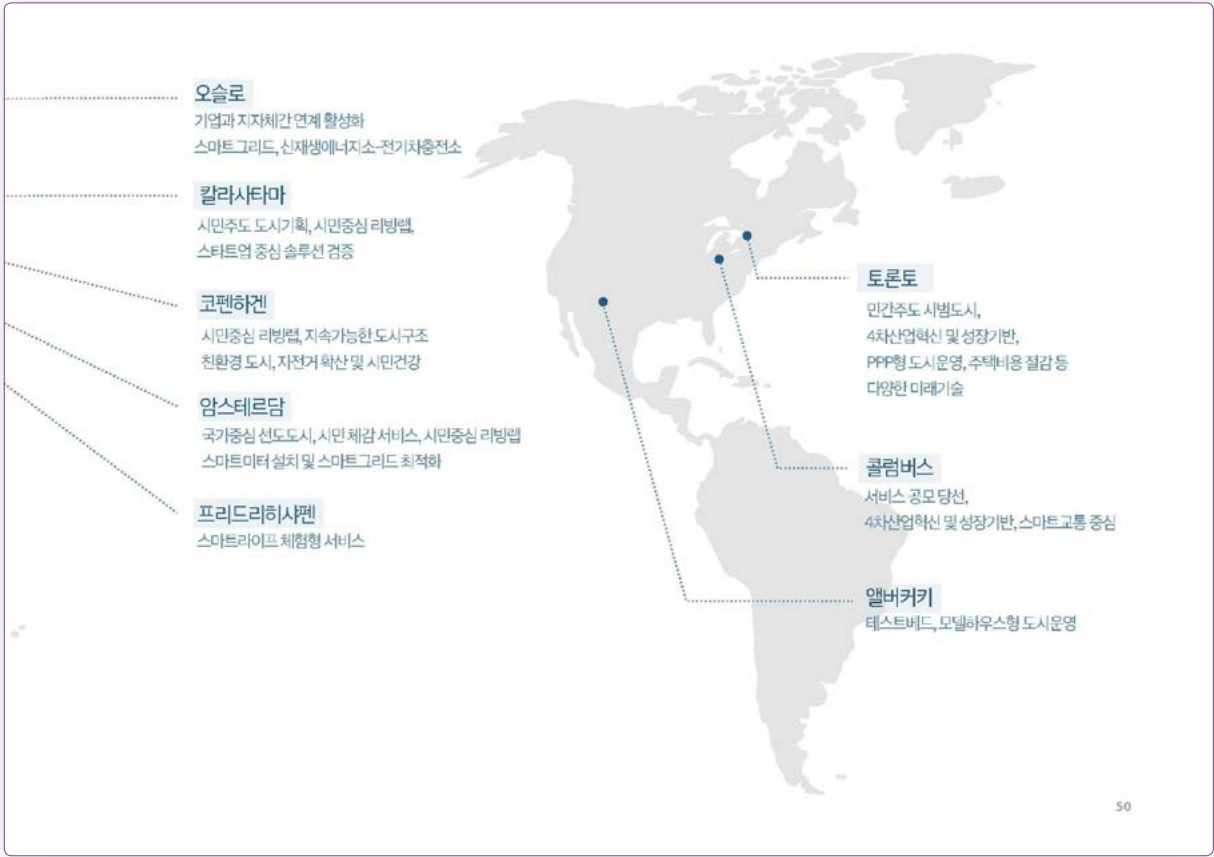 오슬로
기업과 지자체간 연계 활성화
스마트그리드, 신재생에너지소-전기차충전소
칼라사타마
시민주도 도시기획, 시민중심 리빙랩,
스타트업 중심 솔루션 검증
코펜하겐
시민중심 리빙랩, 지속가능한 도시구조
친환경 도시, 자전거 확산 및 시민건강
암스테르담
국가중심 선도도시, 시민 체감 서비스, 시민중심 리빙랩
스마트미터 설치 및 스마트그리드 최적화
프리드리히샤펜
스마트라이프 체험형 서비스
토론토
민간주도 시범도시,
4차산업혁신 및 성장기반,
PPP형 도시운영, 주택비용 절감 등
다양한 미래기술
콜럼버스
서비스 공모 당선,
4차산업혁신 및 성장기반, 스마트교통 중심
앨버커키
테스트베드, 모델하우스형 도시운영
50